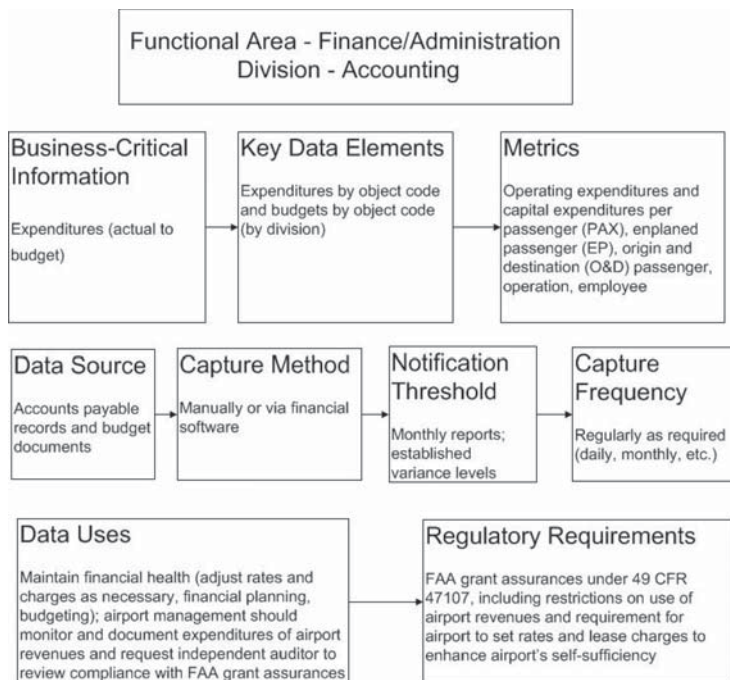 Functional Area - Finance/Administration
Division - Accounting
Business-Critical
Information
Expenditures (actual to
budget)
Key Data Elements
Expenditures by object code
and budgets by object code
(by division)
Metrics
Operating expenditures and
capital expenditures per
passenger (PAX), enplaned
passenger (EP), origin and
destination (O&D) passenger,
operation, employee
Data Source
Accounts payable
records and budget
documents
Capture Method
Manually or via financial
software
Notification
Threshold
Monthly reports;
established
variance levels
Capture
Frequency
Regularly as required
(daily, monthly, etc.)
Data Uses
Maintain financial health (adjust rates and
charges as necessary, financial planning,
budgeting); airport management should
monitor and document expenditures of airport
revenues and request independent auditor to
review compliance with FAA grant assurances
Regulatory Requirements
FAA grant assurances under 49 CFR
47107, including restrictions on use of
airport revenues and requirement for
airport to set rates and lease charges to
enhance airport's self-sufficiency